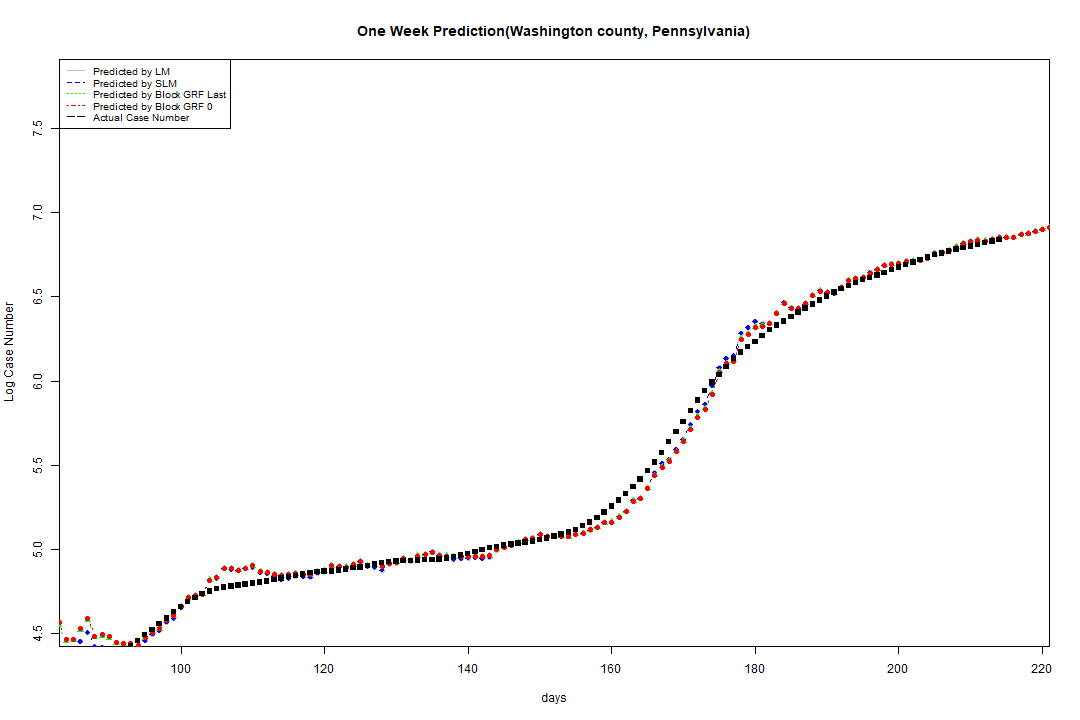 One Week Prediction(Washington county, Pennsylvania)
Predicted by LM
Predicted by SLM
Predicted by Block GRF Last
Predicted by Block GRF 0
Actual Case Number
Log Case Number
7.5
7.0
6.5
6.0
5.5
5.0
4.5
100 120 140 160 180 200 220
days